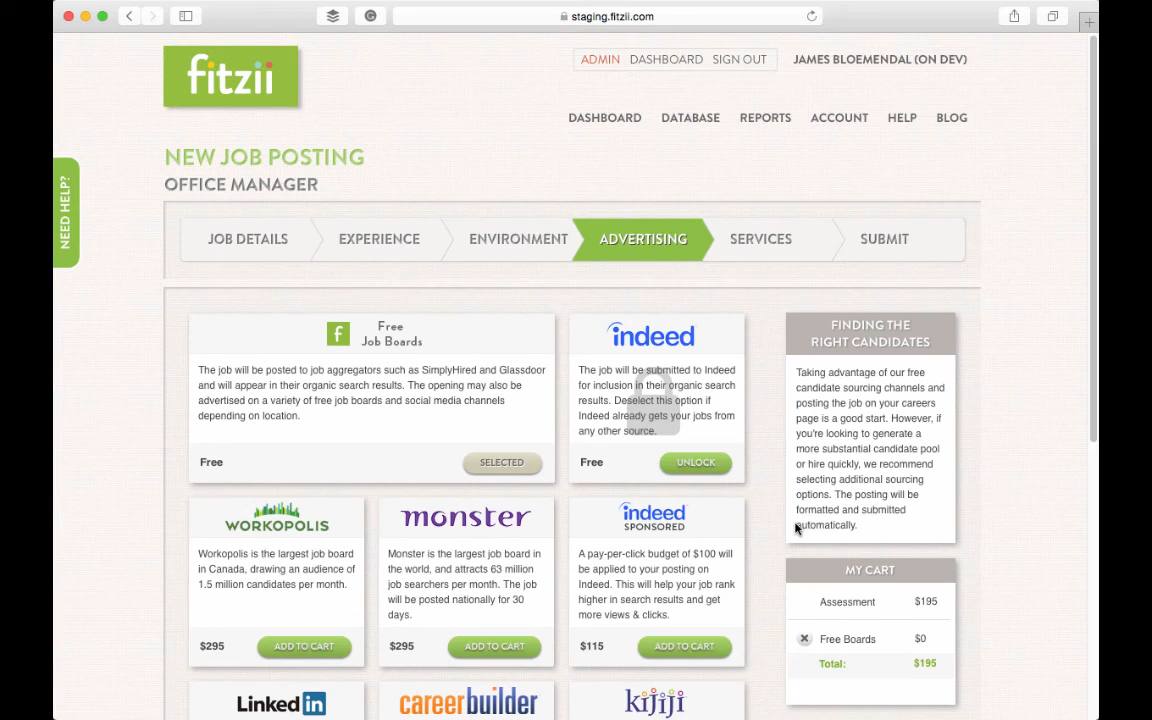 staging.fitzii.com
fitzii
ADMIN DASHBOARD SIGN OUT
JAMES BLOEMENDAL (ON DEV)
DASHBOARD DATABASE REPORTS ACCOUNT HELP BLOG
NEED HELP?
NEW JOB POSTING
OFFICE MANAGER
JOB DETAILS EXPERIENCE ENVIRONMENT ADVERTISING SERVICES SUBMIT
f
Free
Job Boards
The job will be posted to job aggregators such as SimplyHired and Glassdoor
and will appear in their organic search results. The opening may also be
advertised on a variety of free job boards and social media channels
depending on location.
Free SELECTED
indeed
The job will be submitted to Indeed
for inclusion in their organic search
results. Deselect this option if
Indeed already gets your jobs from
any other source.
Free UNLOCK
FINDING THE
RIGHT CANDIDATES
Taking advantage of our free
candidate sourcing channels and
posting the job on your careers
page is a good start. However, if
you're looking to generate a
more substantial candidate pool
or hire quickly, we recommend
selecting additional sourcing
options. The posting will be
formatted and submitted
automatically.
WORKOPOLIS
Workopolis is the largest job board
in Canada, drawing an audience of
1.5 million candidates per month.
$295 ADD TO CART
monster
Monster is the largest job board in
the world, and attracts 63 million
job searchers per month. The job
will be posted nationally for 30
days.
$295 ADD TO CART
indeed
SPONSORED
A pay-per-click budget of $100 will
be applied to your posting on
Indeed. This will help your job rank
higher in search results and get
more views & clicks.
$115 ADD TO CART
MY CART
Assessment $195
Free Boards $0
Total: $195
Linked in
careerbuilder
kijiji